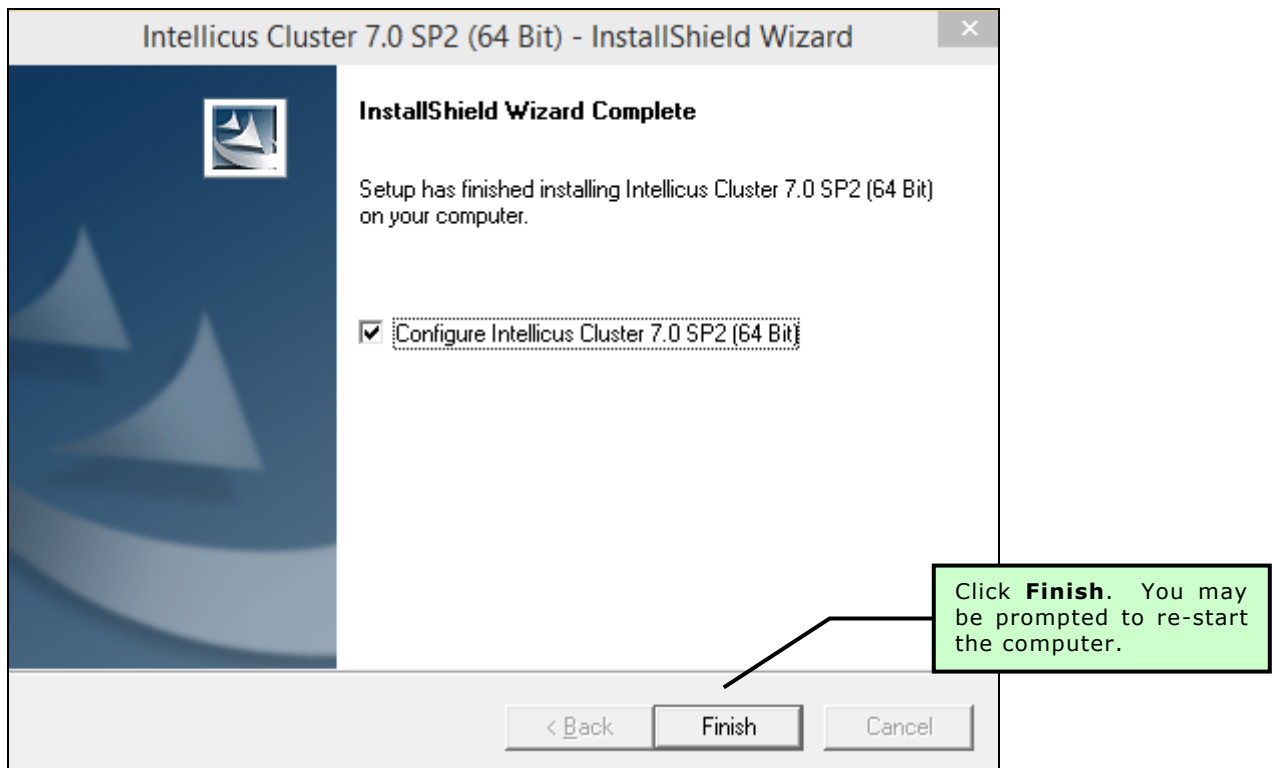 Intellicus Cluster 7.0 SP2 (64 Bit) - InstallShield Wizard
InstallShield Wizard Complete
Setup has finished installing Intellicus Cluster 7.0 SP2 (64 Bit)
on your computer.
Configure Intellicus Cluster 7.0 SP2 (64 Bit)
Click Finish. You may
be prompted to re-start
the computer.
< Back
Finish
Cancel